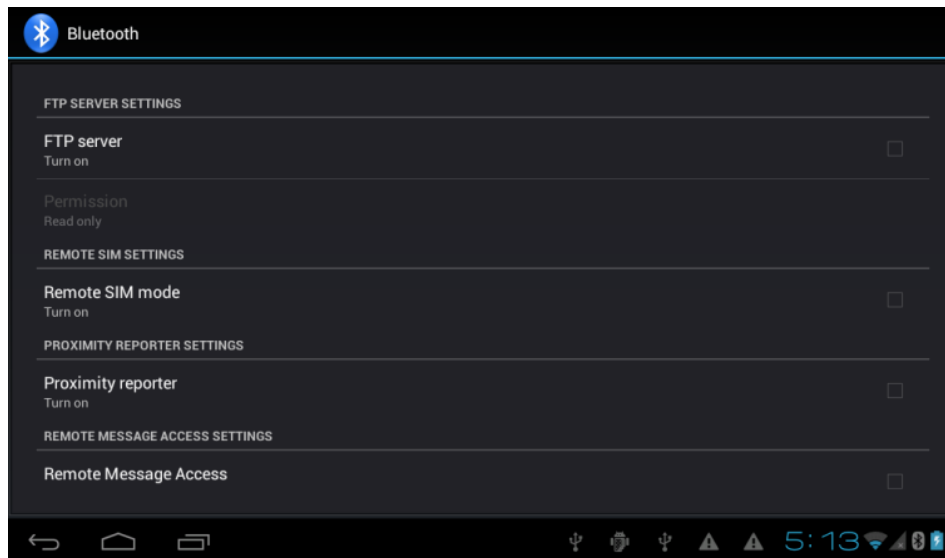 Bluetooth
FTP SERVER SETTINGS
FTP server
Turn on
Permission
Read only
REMOTE SIM SETTINGS
Remote SIM mode
Turn on
PROXIMITY REPORTER SETTINGS
Proximity reporter
Turn on
REMOTE MESSAGE ACCESS SETTINGS
Remote Message Access
5:13